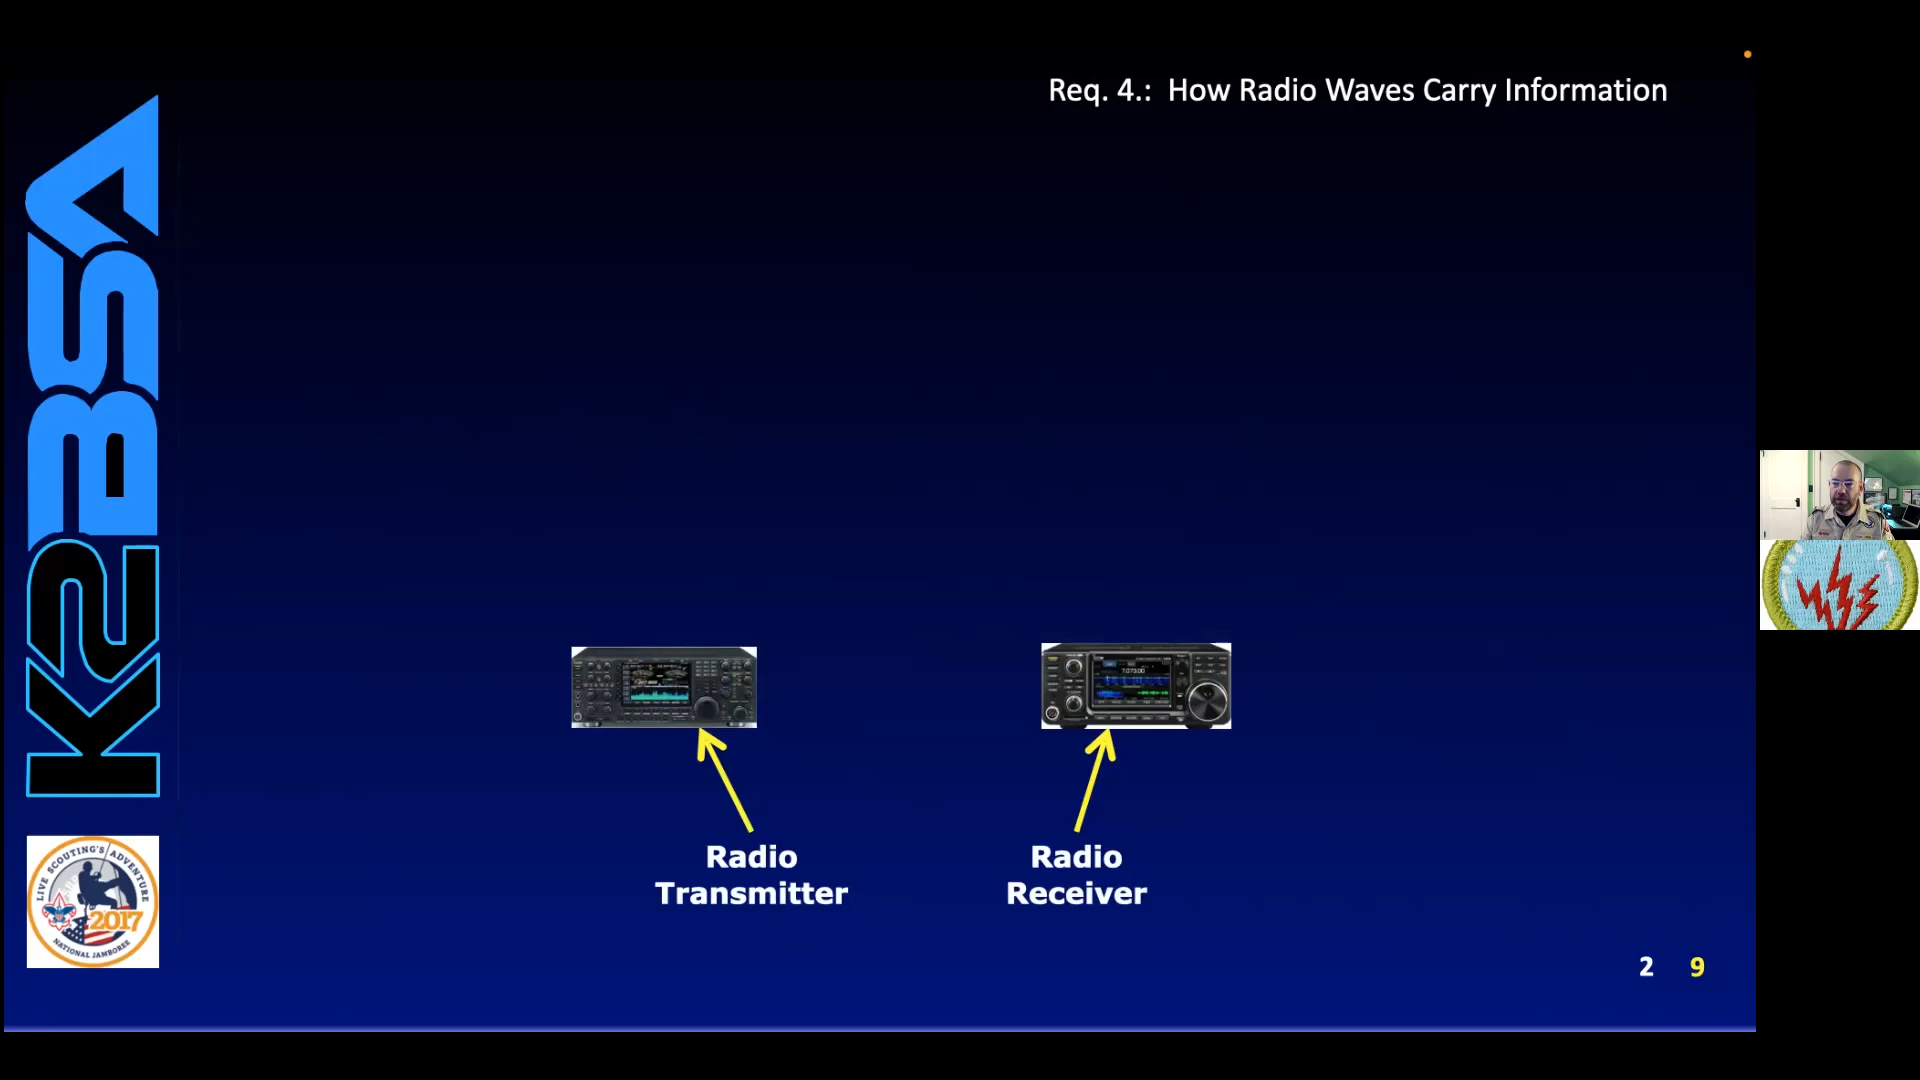 Req. 4.:  How Radio Waves Carry Information
K2BSA
Radio
Transmitter
Radio
Receiver
LIVE SCOUTING'S ADVENTURE
2017
NATIONAL JAMBOREE
2 9